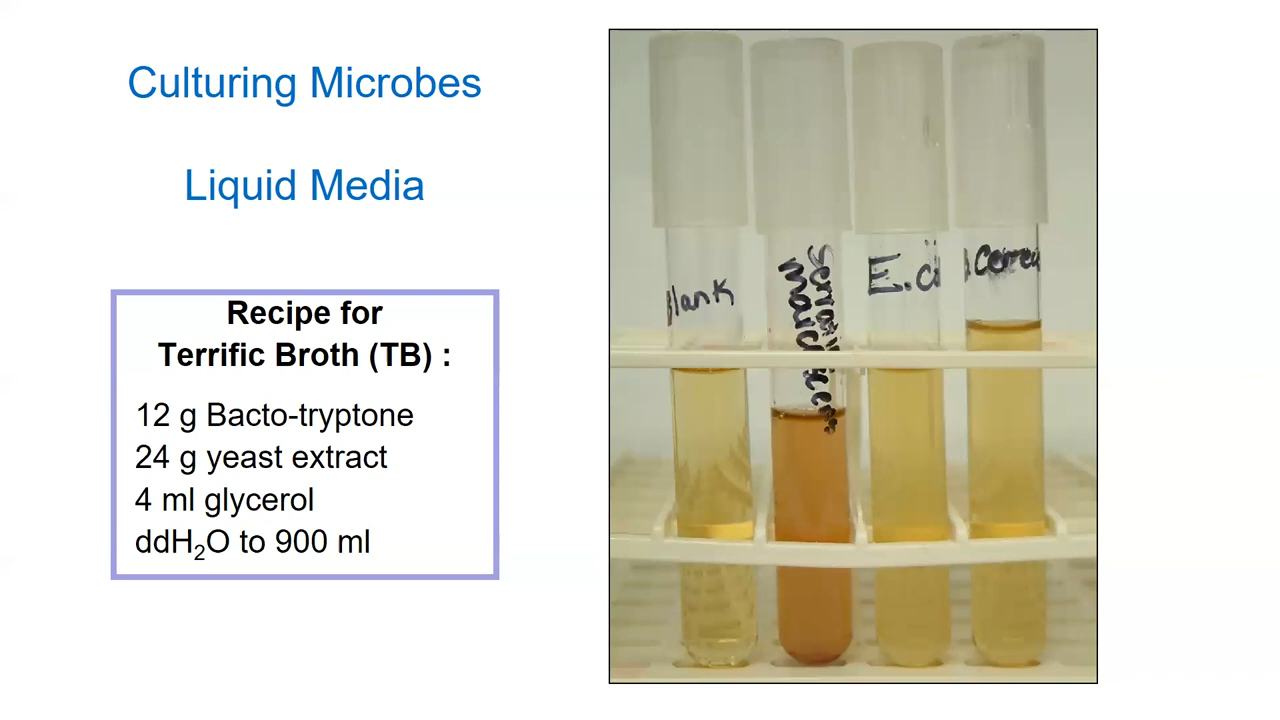 Culturing Microbes
Liquid Media
Recipe for
Terrific Broth (TB) :
12 g Bacto-tryptone
24 g yeast extract
4 ml glycerol
ddH₂O to 900 ml
Blank
E.c